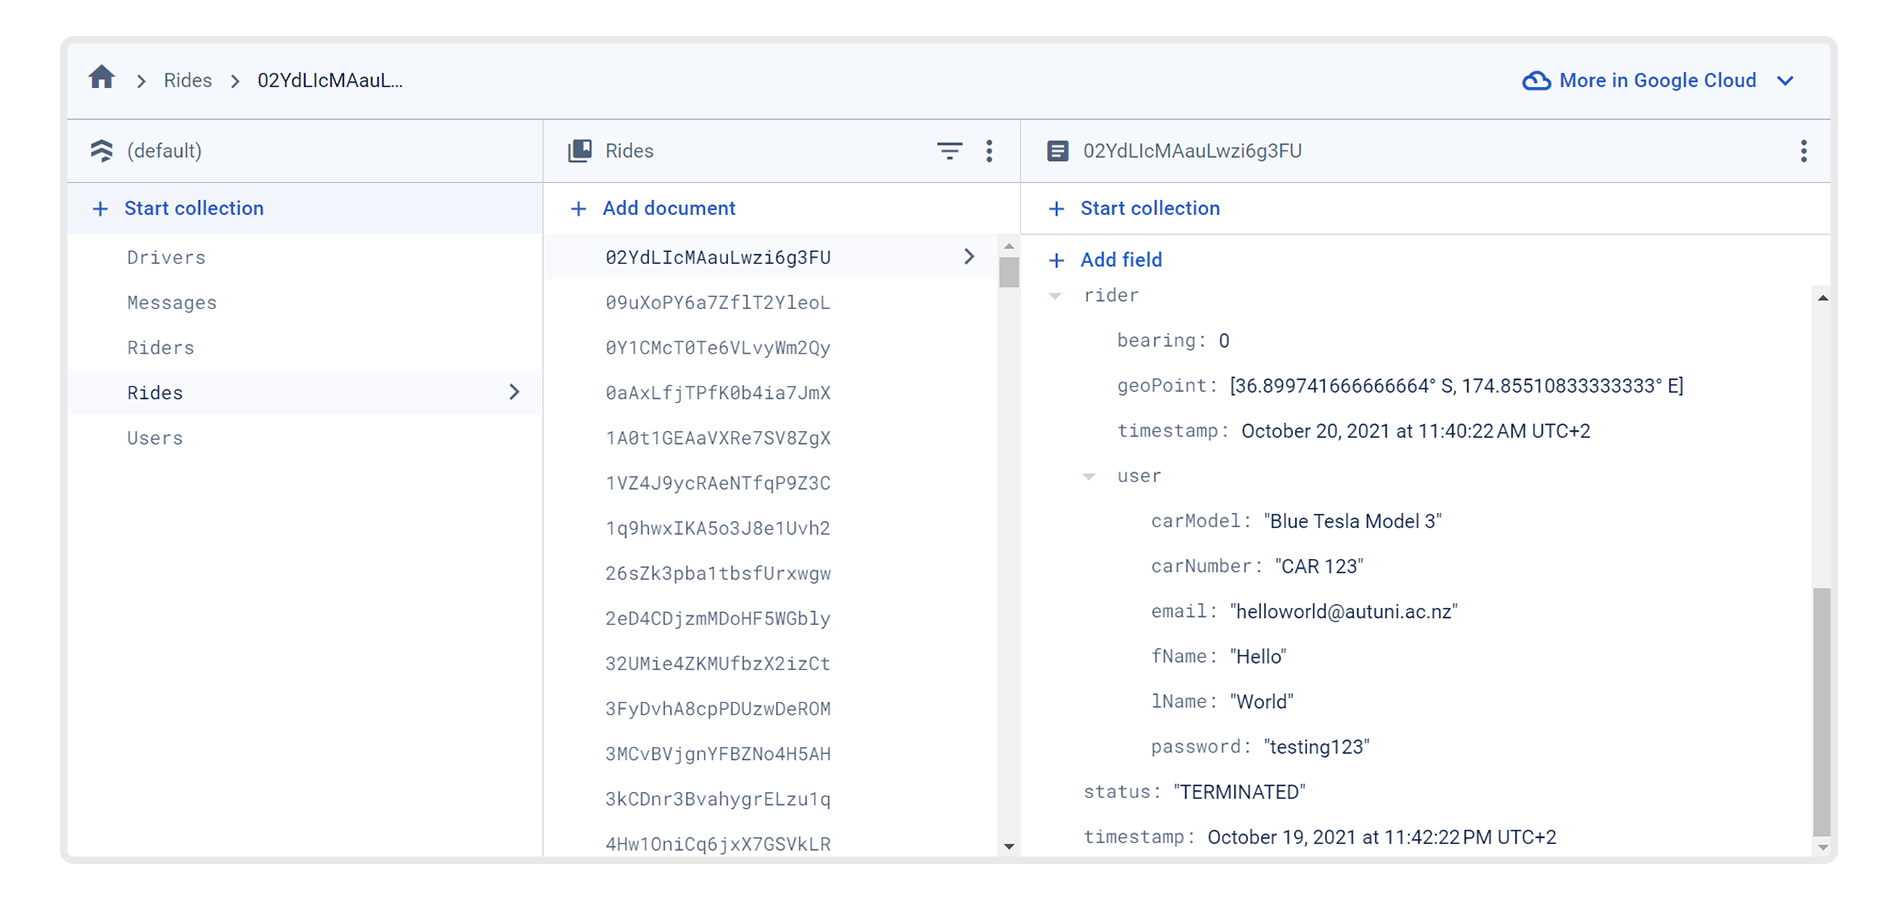 Rides
02YdLIcMAauL...
More in Google Cloud
(default)
Start collection
Drivers
Messages
Riders
Rides
Users
Rides
Add document
02YdLIcMAauLwzi6g3FU
09uXoPY6a7ZflT2YleoL
0Y1CMcT0Te6VLvyWm2Qy
0aAxLfjTPfK0b4ia7JmX
1A0t1GEAaVXRe7SV8ZgX
1VZ4J9ycRAeNTfqP9Z3C
1q9hwxIKA5o3J8e1Uvh2
26sZk3pba1tbsfUrxwgw
2eD4CDjzmMDoHF5WGbly
32UMie4ZKMUfbzX2izCt
3FyDvhA8cpPDUzwDeROM
3MCvBVjgnYFBZNo4H5AH
3kCDnr3BvahygrELzu1q
4Hw1OniCq6jxX7GSVkLR
02YdLIcMAauLwzi6g3FU
Start collection
Add field
rider
bearing: 0
geoPoint: [36.899741666666664° S, 174.85510833333333° E]
timestamp: October 20, 2021 at 11:40:22 AM UTC+2
user
carModel: "Blue Tesla Model 3"
carNumber: "CAR 123"
email: "helloworld@autuni.ac.nz"
fName: "Hello"
lName: "World"
password: "testing123"
status: "TERMINATED"
timestamp: October 19, 2021 at 11:42:22 PM UTC+2